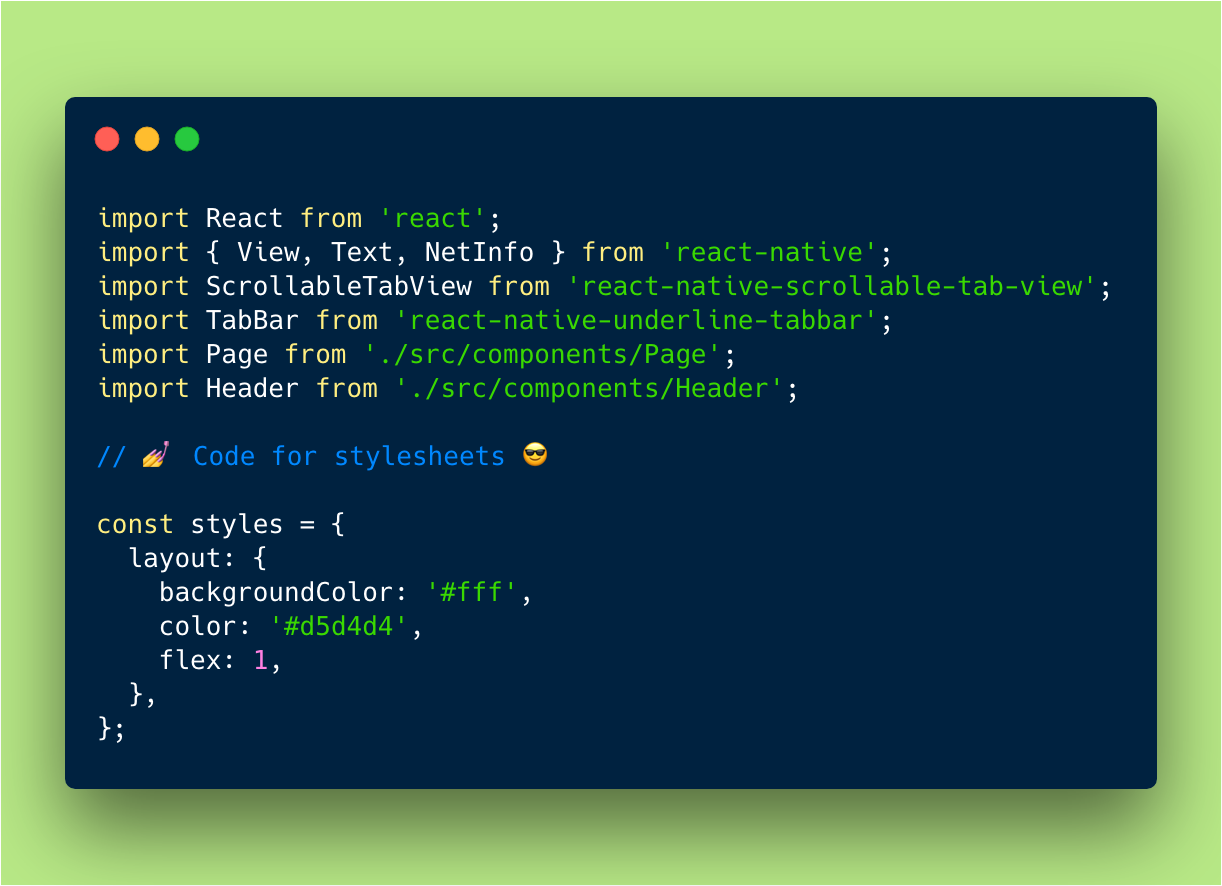 import React from 'react';
import { View, Text, NetInfo } from 'react-native';
import ScrollableTabView from 'react-native-scrollable-tab-view';
import TabBar from 'react-native-underline-tabbar';
import Page from './src/components/Page';
import Header from './src/components/Header';
// 💅 Code for stylesheets 😎
const styles = {
  layout: {
    backgroundColor: '#fff',
    color: '#d5d4d4',
    flex: 1,
  },
};